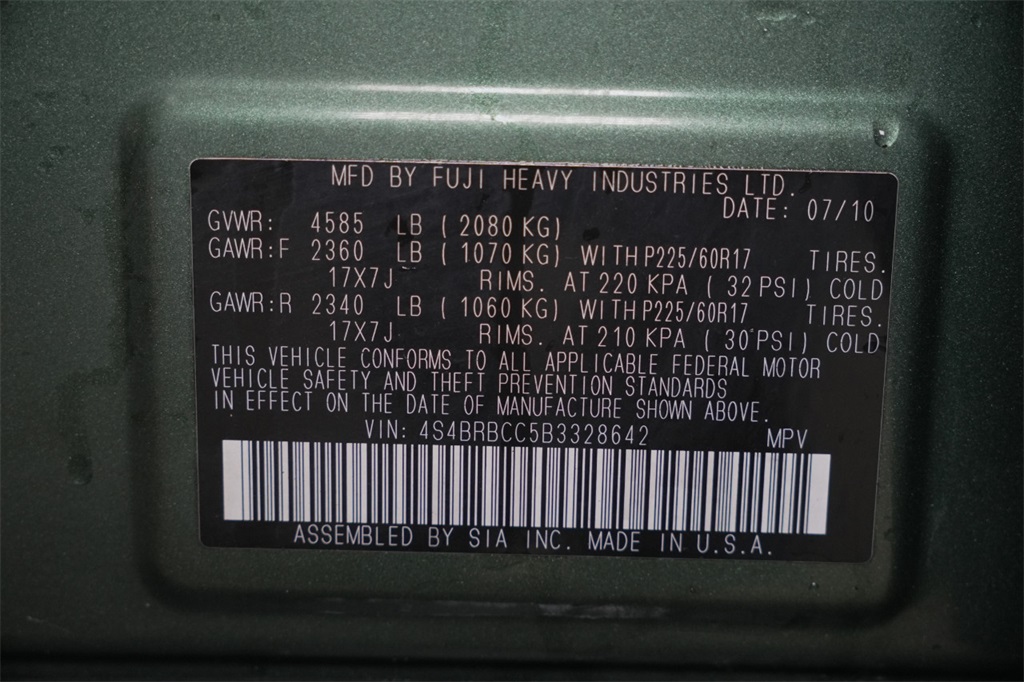 MFD BY FUJI HEAVY INDUSTRIES LTD.
DATE: 07/10
GVWR: 4585 LB ( 2080 KG)
GAWR:F 2360 LB ( 1070 KG) WITH P225/60R17 TIRES.
17X7J RIMS. AT 220 KPA ( 32 PSI) COLD
GAWR:R 2340 LB ( 1060 KG) WITH P225/60R17 TIRES.
17X7J RIMS. AT 210 KPA ( 30 PSI) COLD
THIS VEHICLE CONFORMS TO ALL APPLICABLE FEDERAL MOTOR
VEHICLE SAFETY AND THEFT PREVENTION STANDARDS
IN EFFECT ON THE DATE OF MANUFACTURE SHOWN ABOVE.
VIN: 4S4BRBCC5B3328642 MPV
ASSEMBLED BY SIA INC. MADE IN U.S.A.